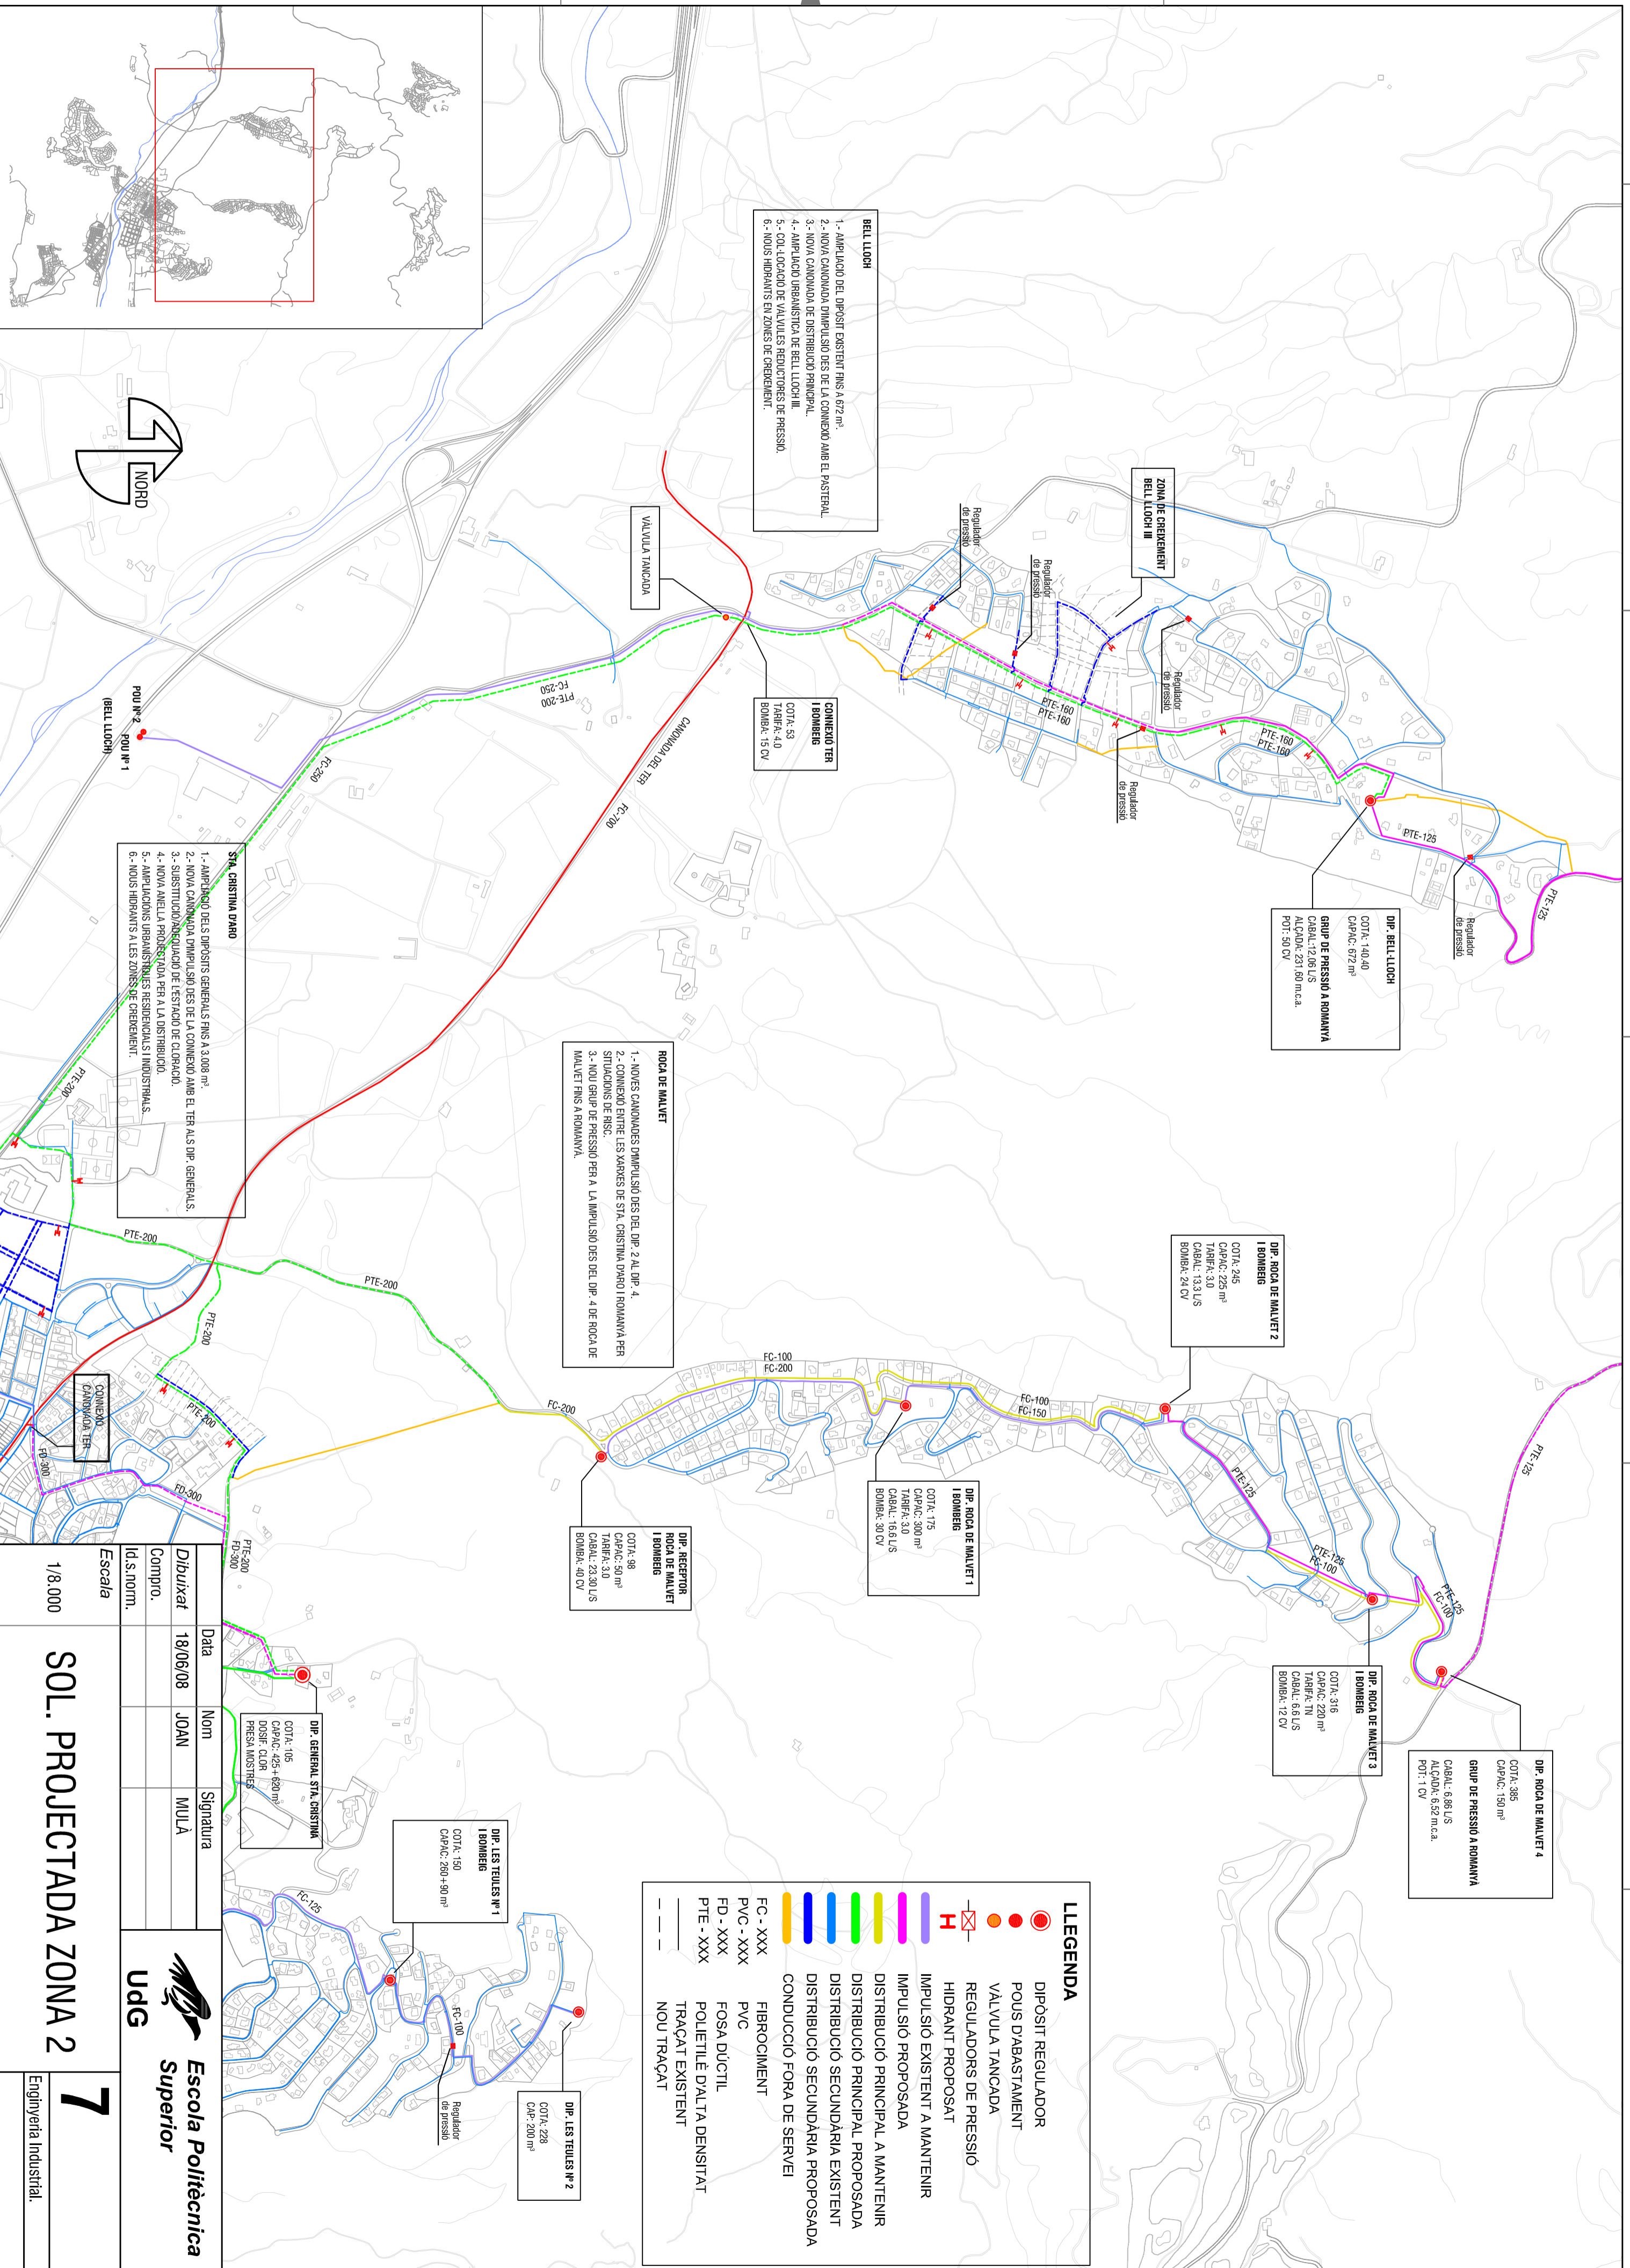 BELL LLOCH
1.- AMPLIACIÓ DEL DIPÒSIT EXISTENT FINS A 672 m³.
2.- NOVA CANONADA D'IMPULSIÓ DES DE LA CONNEXIÓ AMB EL PASTERAL.
3.- NOVA CANONADA DE DISTRIBUCIÓ PRINCIPAL.
4.- AMPLIACIÓ URBANÍSTICA DE BELL LLOCH III.
5.- COL·LOCACIÓ DE VÀLVULES REDUCTORES DE PRESSIÓ.
6.- NOUS HIDRANTS EN ZONES DE CREIXEMENT.
ZONA DE CREIXEMENT
BELL LLOCH III
Regulador
de pressió
Regulador
de pressió
Regulador
de pressió
Regulador
de pressió
Regulador
de pressió
PTE-160
PTE-160
PTE-160
PTE-160
PTE-125
PTE-125
DIP. BELL-LLOCH
COTA: 140.40
CAPAC: 672 m³
GRUP DE PRESSIÓ A ROMANYÀ
CABAL:12,06 L/S
ALÇADA: 231,60 m.c.a.
POT: 50 CV
VÀLVULA TANCADA
CONNEXIÓ TER
I BOMBEIG
COTA: 53
TARIFA: 4.0
BOMBA: 15 CV
FC-250
PTE-200
CANONADA DEL TER
FC-700
FC-250
NORD
POU Nº 2
POU Nº 1
(BELL LLOCH)
STA. CRISTINA D'ARO
1.- AMPLIACIÓ DELS DIPÒSITS GENERALS FINS A 3.008 m³.
2.- NOVA CANONADA D'IMPULSIÓ DES DE LA CONNEXIÓ AMB EL TER ALS DIP. GENERALS.
3.- SUBSTITUCIÓ/ADEQUACIÓ DE L'ESTACIÓ DE CLORACIÓ.
4.- NOVA ANELLA PROJECTADA PER A LA DISTRIBUCIÓ.
5.- AMPLIACIONS URBANÍSTIQUES RESIDENCIALS I INDUSTRIALS.
6.- NOUS HIDRANTS A LES ZONES DE CREIXEMENT.
PTE-200
PTE-200
PTE-200
PTE-200
PTE-200
ROCA DE MALVET
1.- NOVES CANONADES D'IMPULSIÓ DES DEL DIP. 2 AL DIP. 4.
2.- CONNEXIÓ ENTRE LES XARXES DE STA. CRISTINA D'ARO I ROMANYÀ PER
SITUACIONS DE RISC.
3.- NOU GRUP DE PRESSIÓ PER A LA IMPULSIÓ DES DEL DIP. 4 DE ROCA DE
MALVET FINS A ROMANYÀ.
DIP. ROCA DE MALVET 2
I BOMBEIG
COTA: 245
CAPAC: 225 m³
TARIFA: 3.0
CABAL: 13.3 L/S
BOMBA: 24 CV
FC-100
FC-200
FC-100
FC-150
FC-200
PTE-125
PTE-125
FC-100
PTE-125
FC-100
PTE-125
DIP. ROCA DE MALVET 1
I BOMBEIG
COTA: 175
CAPAC: 300 m³
TARIFA: 3.0
CABAL: 16.6 L/S
BOMBA: 30 CV
DIP. RECEPTOR
ROCA DE MALVET
I BOMBEIG
COTA: 98
CAPAC: 50 m³
TARIFA: 3.0
CABAL: 23.30 L/S
BOMBA: 40 CV
DIP. ROCA DE MALVET 3
I BOMBEIG
COTA: 316
CAPAC: 220 m³
TARIFA: TN
CABAL: 6.6 L/S
BOMBA: 12 CV
DIP. ROCA DE MALVET 4
COTA: 385
CAPAC: 150 m³
GRUP DE PRESSIÓ A ROMANYÀ
CABAL: 6,86 L/S
ALÇADA: 6,52 m.c.a.
POT: 1 CV
CONNEXIÓ
CANONADA TER
FD-300
FD-300
PTE-200
FD-300
DIP. GENERAL STA. CRISTINA
COTA: 105
CAPAC: 425+620 m³
DOSIF. CLOR
PRESA MOSTRES
DIP. LES TEULES Nº 1
I BOMBEIG
COTA: 150
CAPAC: 260+90 m³
FC-125
FC-100
Regulador
de pressió
DIP. LES TEULES Nº 2
COTA: 228
CAP: 200 m³
LLEGENDA
DIPÒSIT REGULADOR
POUS D'ABASTAMENT
VÀLVULA TANCADA
REGULADORS DE PRESSIÓ
H HIDRANT PROPOSAT
IMPULSIÓ EXISTENT A MANTENIR
IMPULSIÓ PROPOSADA
DISTRIBUCIÓ PRINCIPAL A MANTENIR
DISTRIBUCIÓ PRINCIPAL PROPOSADA
DISTRIBUCIÓ SECUNDÀRIA EXISTENT
DISTRIBUCIÓ SECUNDÀRIA PROPOSADA
CONDUCCIÓ FORA DE SERVEI
FC - XXX FIBROCIMENT
PVC - XXX PVC
FD - XXX FOSA DÚCTIL
PTE - XXX POLIETILÈ D'ALTA DENSITAT
TRAÇAT EXISTENT
NOU TRAÇAT
Data Nom Signatura
Dibuixat 18/06/08 JOAN MULÀ
Compro.
Id.s.norm.
Escala
1/8.000
SOL. PROJECTADA ZONA 2
UdG
Escola Politècnica
Superior
7
Enginyeria Industrial.